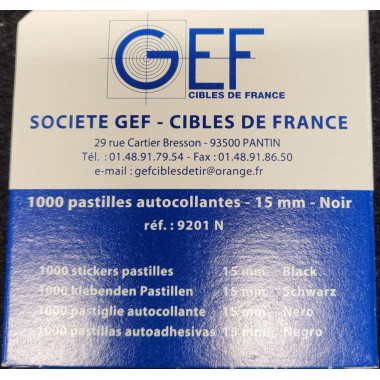 GEF
CIBLES DE FRANCE
SOCIETE GEF - CIBLES DE FRANCE
29 rue Cartier Bresson - 93500 PANTIN
Tél. : 01.48.91.79.54 - Fax : 01.48.91.86.50
e-mail : gefciblesdetir@orange.fr
1000 pastilles autocollantes - 15 mm - Noir
réf. : 9201 N
1000 stickers pastilles 15 mm Black
1000 klebenden Pastillen 15 mm Schwarz
1000 pastiglie autocollante 15 mm Nero
1000 pastillas autoadhesivas 15 mm Negro